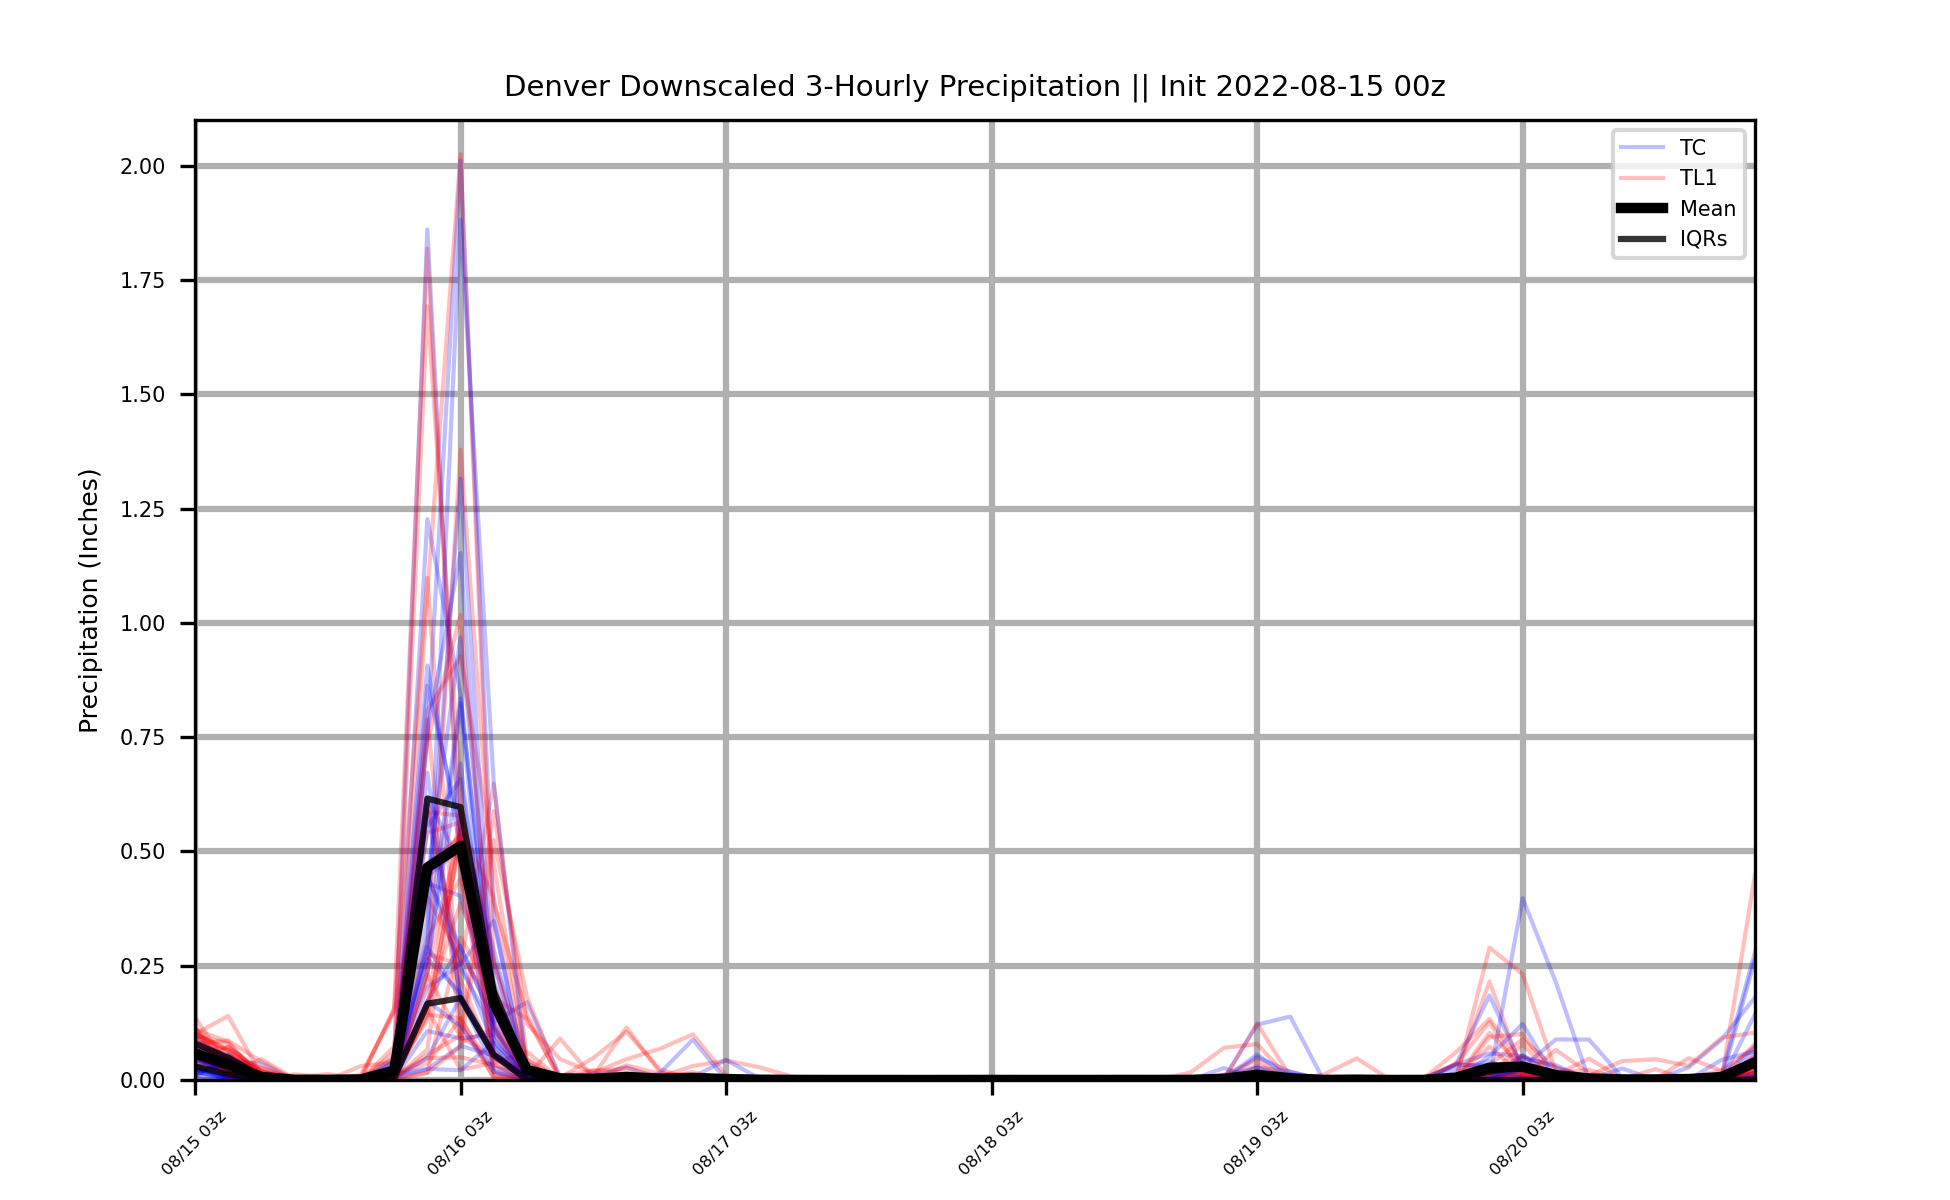 Denver Downscaled 3-Hourly Precipitation || Init 2022-08-15 00z
TC
TL1
Mean
IQRs
Precipitation (Inches)
2.00
1.75
1.50
1.25
1.00
0.75
0.50
0.25
0.00
08/15 03z
08/16 03z
08/17 03z
08/18 03z
08/19 03z
08/20 03z